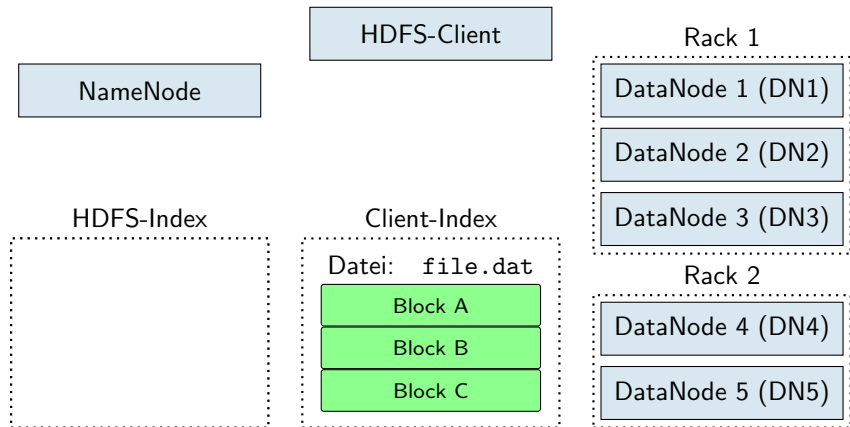 HDFS-Client
NameNode
Rack 1
DataNode 1 (DN1)
DataNode 2 (DN2)
DataNode 3 (DN3)
HDFS-Index
Client-Index
Datei: file.dat
Block A
Block B
Block C
Rack 2
DataNode 4 (DN4)
DataNode 5 (DN5)